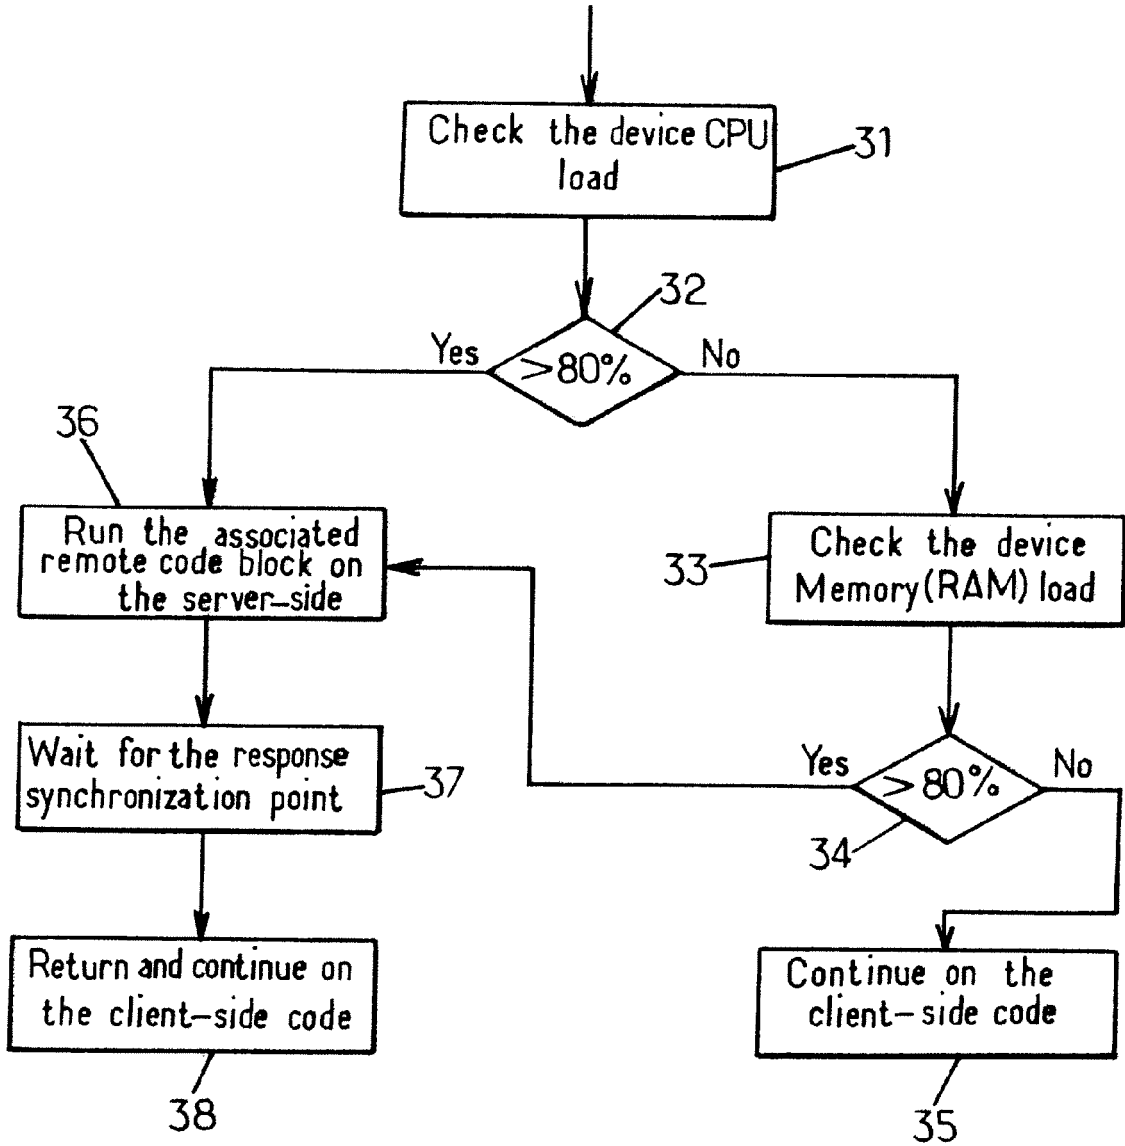 Check the device CPU
load
31
32
Yes
>80%
No
36
Run the associated
remote code block on
the server-side
33
Check the device
Memory (RAM) load
Wait for the response
synchronization point
37
Yes
>80%
No
34
Return and continue on
the client-side code
38
Continue on the
client-side code
35